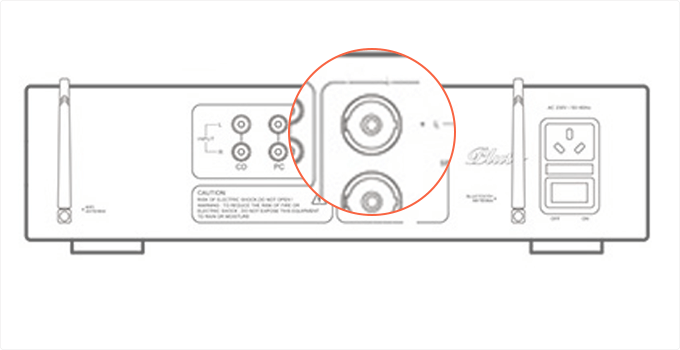 AC 230V~/50-60Hz
L
INPUT
R
CD
PC
CAUTION
RISK OF ELECTRIC SHOCK DO NOT OPEN!
WARNING : TO REDUCE THE RISK OF FIRE OR
ELECTRIC SHOCK . DO NOT EXPOSE THIS EQUIPMENT
TO RAIN OR MOISTURE
WIFI
ANTENNA
BLUETOOTH
ANTENNA
OFF
ON